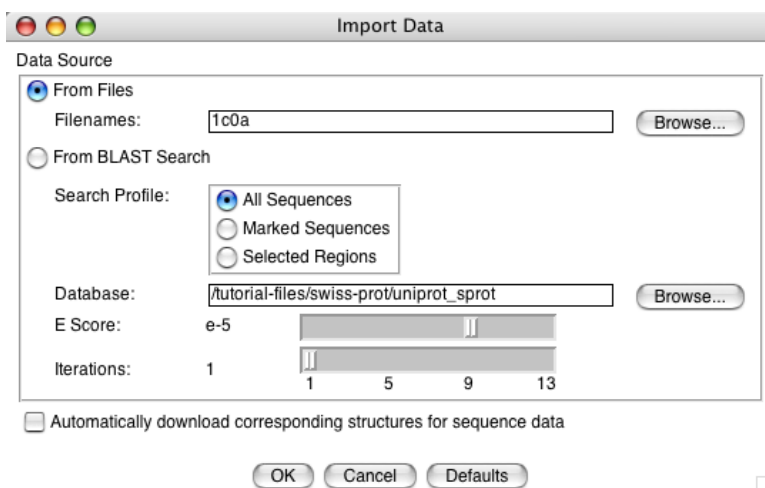 Import Data
Data Source
From Files
Filenames: 1c0a Browse...
From BLAST Search
Search Profile: All Sequences
Marked Sequences
Selected Regions
Database: /tutorial-files/swiss-prot/uniprot_sprot Browse...
E Score: e-5
Iterations: 1
1 5 9 13
Automatically download corresponding structures for sequence data
OK Cancel Defaults